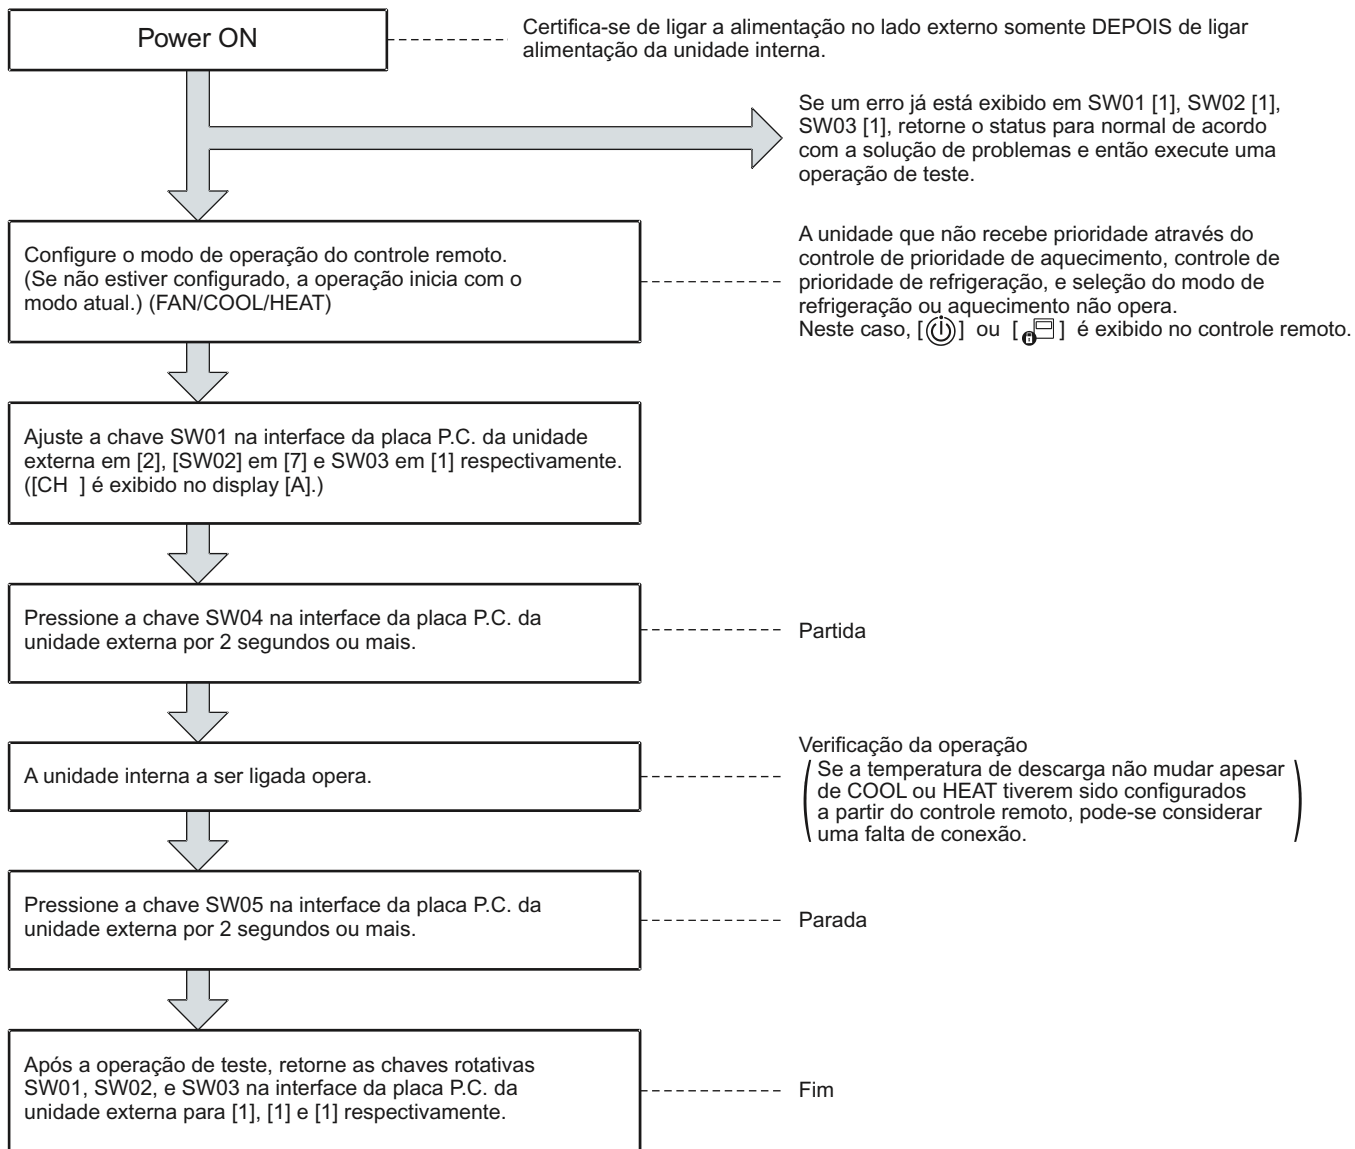 Power ON
Certifica-se de ligar a alimentação no lado externo somente DEPOIS de ligar
alimentação da unidade interna.
Se um erro já está exibido em SW01 [1], SW02 [1],
SW03 [1], retorne o status para normal de acordo
com a solução de problemas e então execute uma
operação de teste.
Configure o modo de operação do controle remoto.
(Se não estiver configurado, a operação inicia com o
modo atual.) (FAN/COOL/HEAT)
A unidade que não recebe prioridade através do
controle de prioridade de aquecimento, controle de
prioridade de refrigeração, e seleção do modo de
refrigeração ou aquecimento não opera.
Neste caso, [ ] ou [ ] é exibido no controle remoto.
Ajuste a chave SW01 na interface da placa P.C. da unidade
externa em [2], [SW02] em [7] e SW03 em [1] respectivamente.
([CH ] é exibido no display [A].)
Pressione a chave SW04 na interface da placa P.C. da
unidade externa por 2 segundos ou mais.
Partida
A unidade interna a ser ligada opera.
Verificação da operação
Se a temperatura de descarga não mudar apesar
de COOL ou HEAT tiverem sido configurados
a partir do controle remoto, pode-se considerar
uma falta de conexão.
Pressione a chave SW05 na interface da placa P.C. da
unidade externa por 2 segundos ou mais.
Parada
Após a operação de teste, retorne as chaves rotativas
SW01, SW02, e SW03 na interface da placa P.C. da
unidade externa para [1], [1] e [1] respectivamente.
Fim